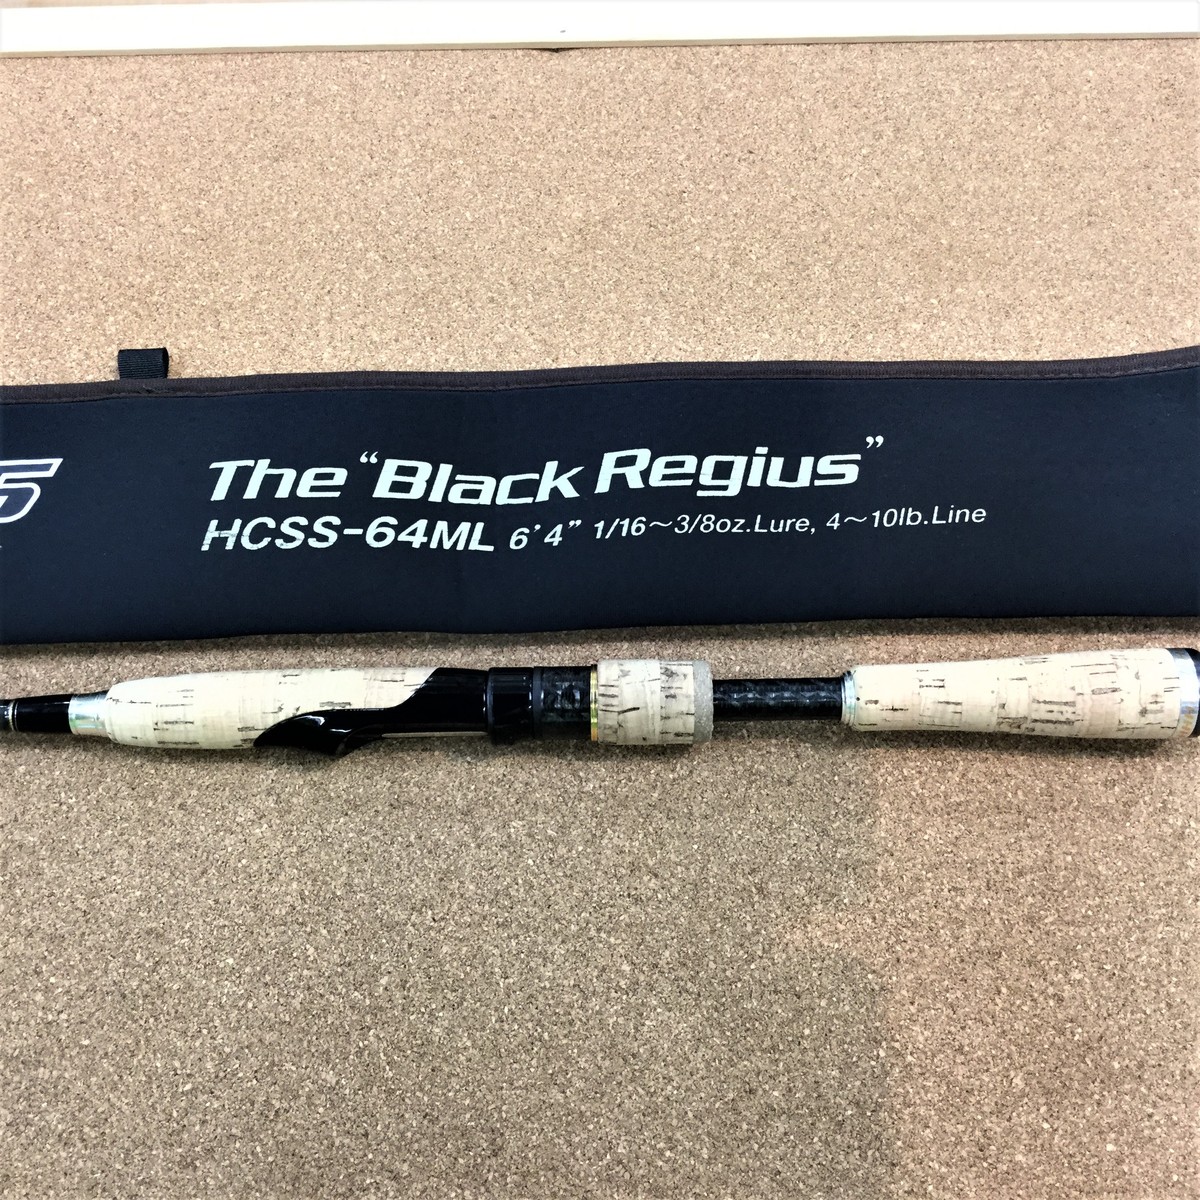 The “Black Regius”
HCSS-64ML 6’4” 1/16～3/8oz.Lure, 4～10lb.Line